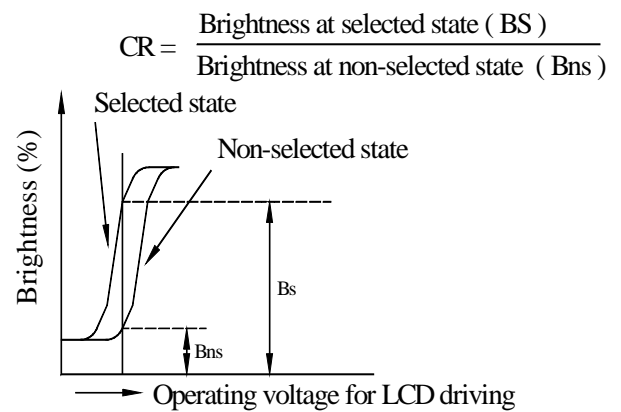 CR = Brightness at selected state ( BS )
Brightness at non-selected state ( Bns )
Selected state
Non-selected state
Brightness (%)
Bs
Bns
Operating voltage for LCD driving